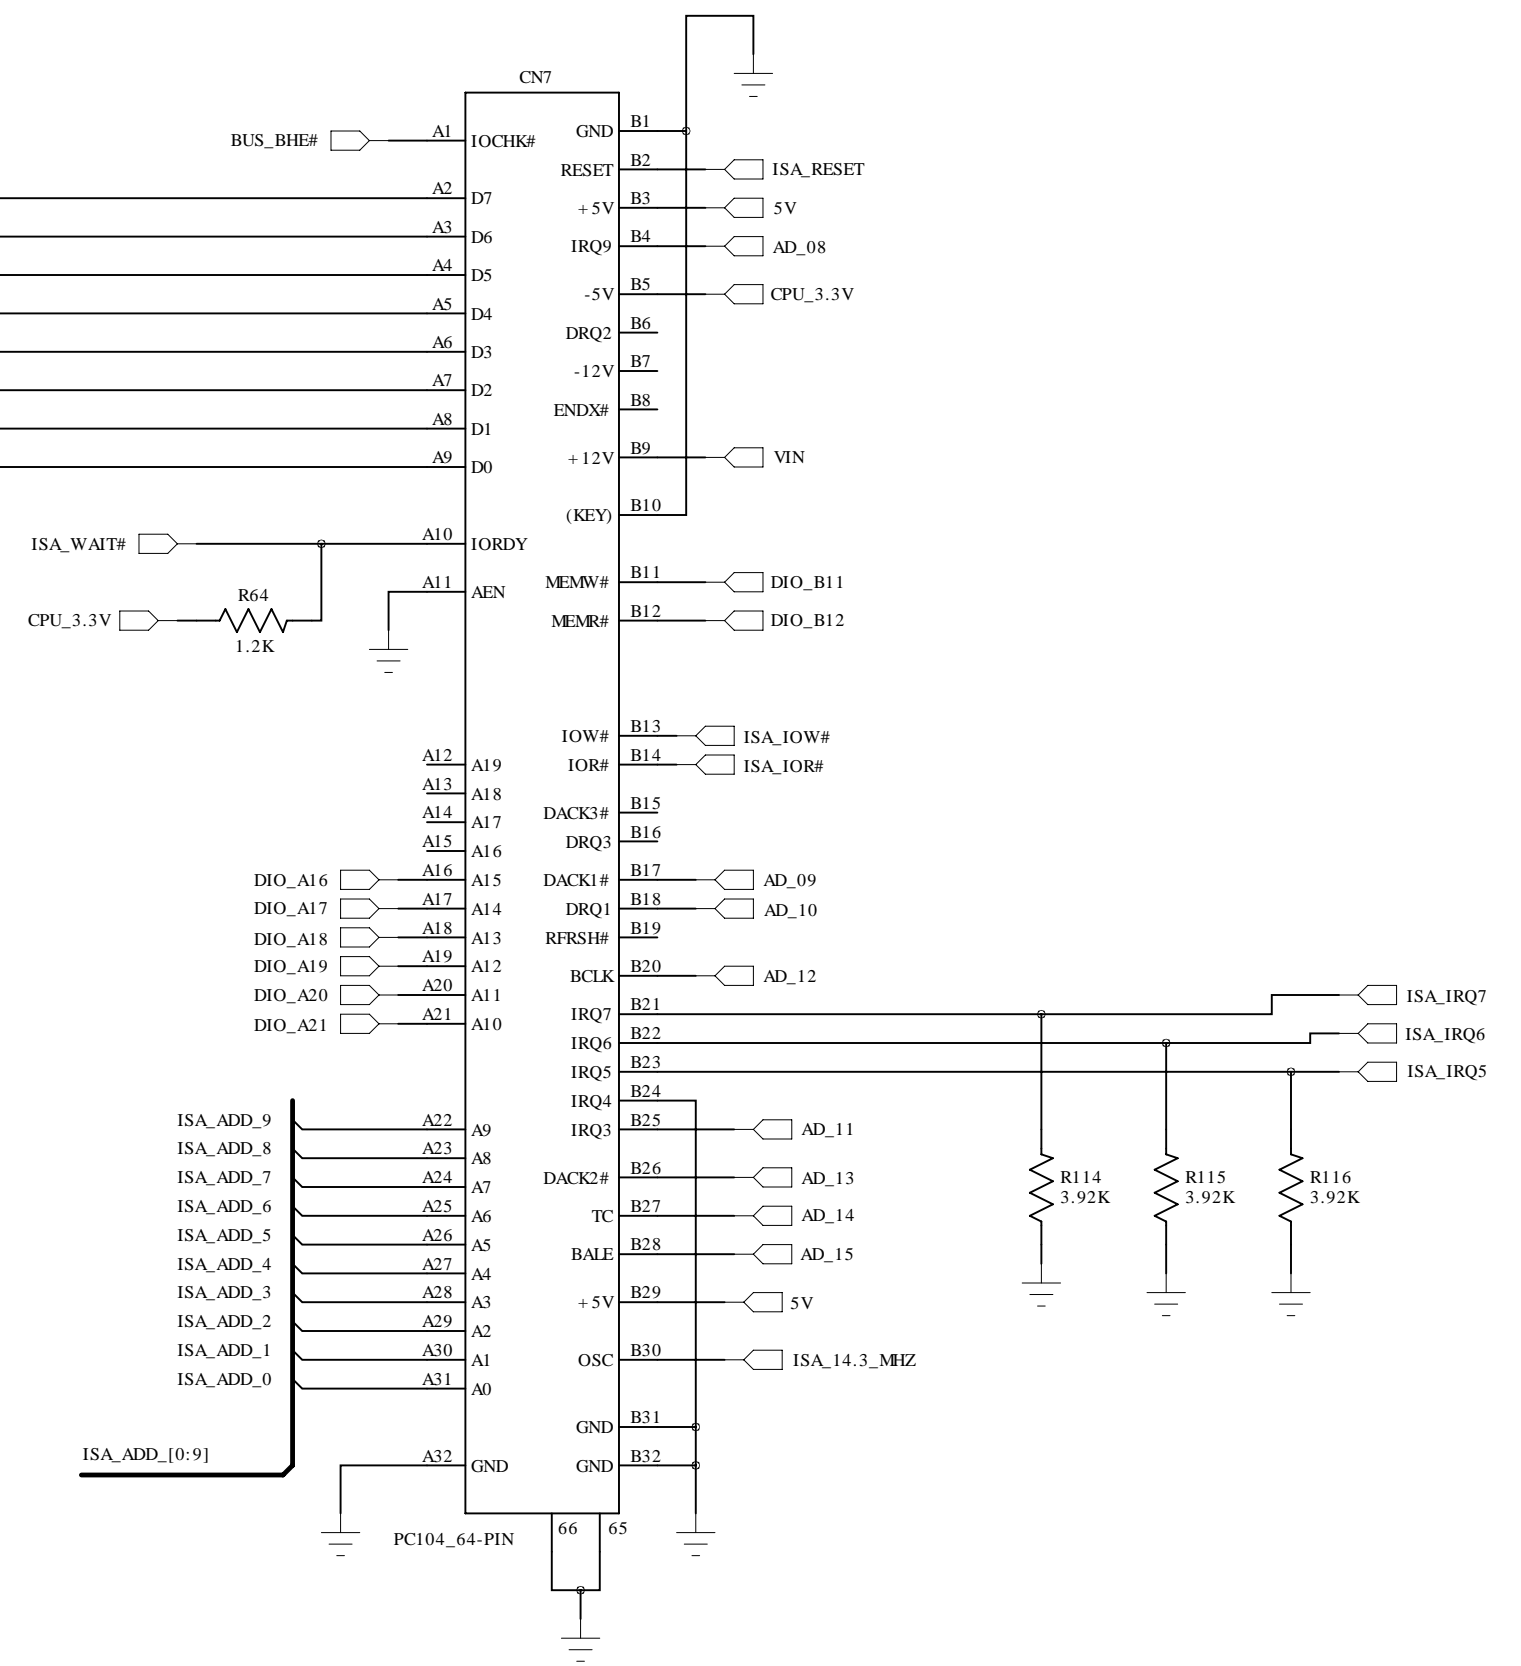 CN7
BUS_BHE# A1 IOCHK# GND B1
RESET B2 ISA_RESET
A2 D7 +5V B3 5V
A3 D6 IRQ9 B4 AD_08
A4 D5 -5V B5 CPU_3.3V
A5 D4 DRQ2 B6
A6 D3 -12V B7
A7 D2 ENDX# B8
A8 D1
A9 D0 +12V B9 VIN
(KEY) B10
ISA_WAIT# A10 IORDY
A11 AEN MEMW# B11 DIO_B11
R64
CPU_3.3V MEMR# B12 DIO_B12
1.2K
IOW# B13 ISA_IOW#
A12 A19 IOR# B14 ISA_IOR#
A13 A18
A14 A17 DACK3# B15
A15 A16 DRQ3 B16
DIO_A16 A16 A15 DACK1# B17 AD_09
DIO_A17 A17 A14 DRQ1 B18 AD_10
DIO_A18 A18 A13 RFRSH# B19
DIO_A19 A19 A12 BCLK B20 AD_12
DIO_A20 A20 A11 ISA_IRQ7
DIO_A21 A21 A10 IRQ7 B21
IRQ6 B22 ISA_IRQ6
IRQ5 B23 ISA_IRQ5
IRQ4 B24
ISA_ADD_9 A22 A9 IRQ3 B25 AD_11
ISA_ADD_8 A23 A8
ISA_ADD_7 A24 A7 DACK2# B26 AD_13 R114 R115 R116
3.92K 3.92K 3.92K
ISA_ADD_6 A25 A6 TC B27 AD_14
ISA_ADD_5 A26 A5 BALE B28 AD_15
ISA_ADD_4 A27 A4
ISA_ADD_3 A28 A3 +5V B29 5V
ISA_ADD_2 A29 A2
ISA_ADD_1 A30 A1 OSC B30 ISA_14.3_MHZ
ISA_ADD_0 A31 A0
GND B31
ISA_ADD_[0:9] A32 GND GND B32
PC104_64-PIN 66 65